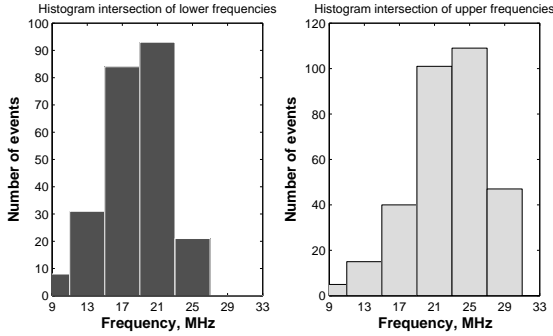 Histogram intersection of lower frequencies
Number of events
100
90
80
70
60
50
40
30
20
10
0
9 13 17 21 25 29 33
Frequency, MHz
Histogram intersection of upper frequencies
Number of events
120
100
80
60
40
20
0
9 13 17 21 25 29 33
Frequency, MHz